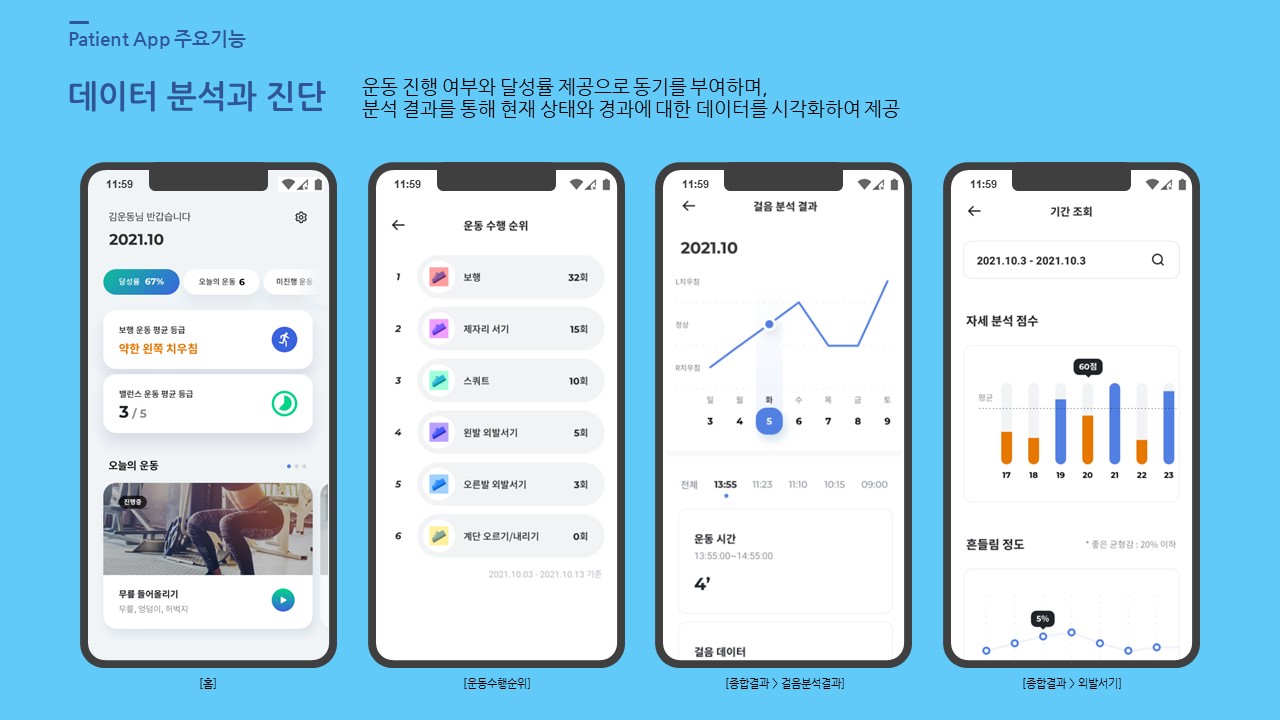 Patient App 주요기능
데이터 분석과 진단
운동 진행 여부와 달성률 제공으로 동기를 부여하며,
분석 결과를 통해 현재 상태와 경과에 대한 데이터를 시각화하여 제공
11:59
김운동님 반갑습니다
2021.10
달성률 67%
오늘의 운동 6
미진행 운동
보행 운동 평균 등급
약한 왼쪽 치우침
밸런스 운동 평균 등급
3 / 5
오늘의 운동
진행중
무릎 들어올리기
무릎, 엉덩이, 허벅지
[홈]
11:59
운동 수행 순위
1 보행 32회
2 제자리 서기 15회
3 스쿼트 10회
4 왼발 외발서기 5회
5 오른발 외발서기 3회
6 계단 오르기/내리기 0회
2021.10.03 - 2021.10.13 기준
[운동수행순위]
11:59
걸음 분석 결과
2021.10
L치우침
정상
R치우침
일 월 화 수 목 금 토
3 4 5 6 7 8 9
전체 13:55 11:23 11:10 10:15 09:00
운동 시간
13:55:00~14:55:00
4’
걸음 데이터
[종합결과 > 걸음분석결과]
11:59
기간 조회
2021.10.3 - 2021.10.3
자세 분석 점수
60점
평균
17 18 19 20 21 22 23
흔들림 정도
* 좋은 균형감 : 20% 이하
5%
[종합결과 > 외발서기]